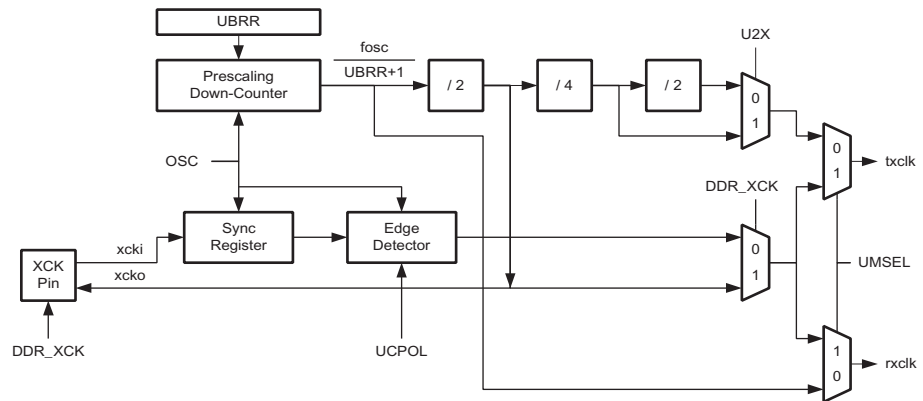 UBRR
U2X
fosc
UBRR+1
Prescaling
Down-Counter
/ 2
/ 4
/ 2
0
1
OSC
0
1
txclk
DDR_XCK
Sync
Register
Edge
Detector
0
1
xcki
XCK
Pin
xcko
UMSEL
DDR_XCK
UCPOL
1
0
rxclk